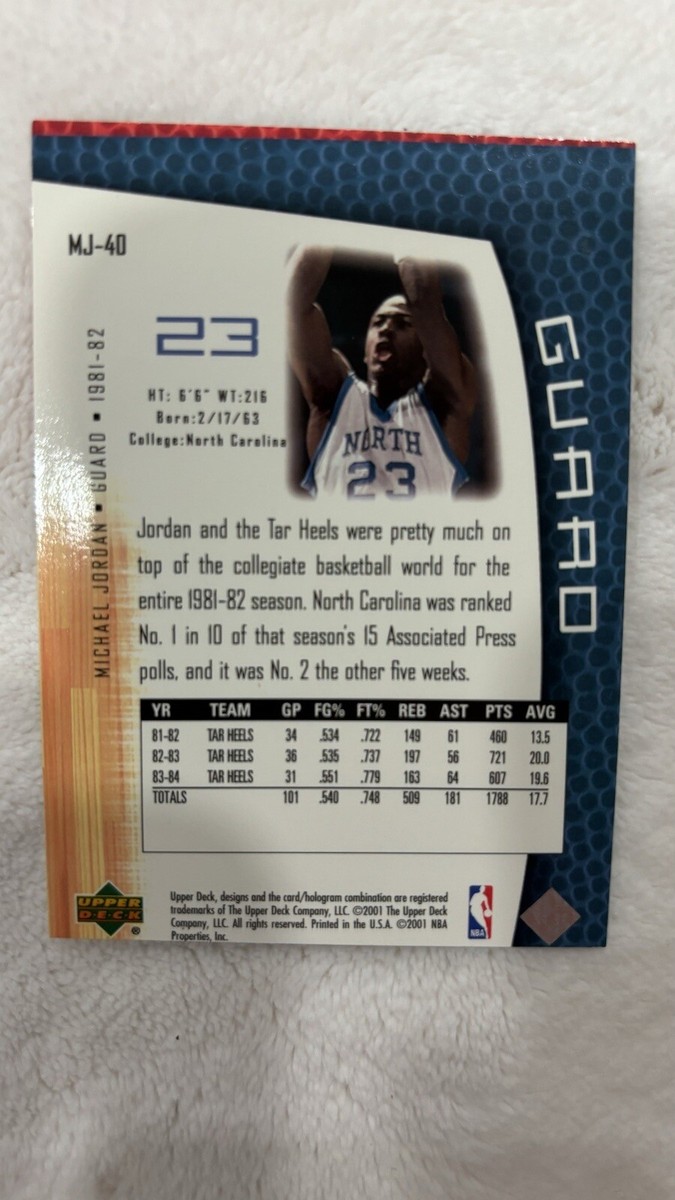 MJ-40
23
HT: 6'6" WT:216
Born:2/17/63
College:North Carolina
NORTH
23
GUARD
MICHAEL JORDAN ▪ GUARD ▪ 1981-82
Jordan and the Tar Heels were pretty much on
top of the collegiate basketball world for the
entire 1981-82 season. North Carolina was ranked
No. 1 in 10 of that season's 15 Associated Press
polls, and it was No. 2 the other five weeks.
YR TEAM GP FG% FT% REB AST PTS AVG
81-82 TAR HEELS 34 .534 .722 149 61 460 13.5
82-83 TAR HEELS 36 .535 .737 197 56 721 20.0
83-84 TAR HEELS 31 .551 .779 163 64 607 19.6
TOTALS 101 .540 .748 509 181 1788 17.7
UPPER
D·E·C·K
®
Upper Deck, designs and the card/hologram combination are registered
trademarks of The Upper Deck Company, LLC. ©2001 The Upper Deck
Company, LLC. All rights reserved. Printed in the U.S.A. ©2001 NBA
Properties, Inc.
NBA